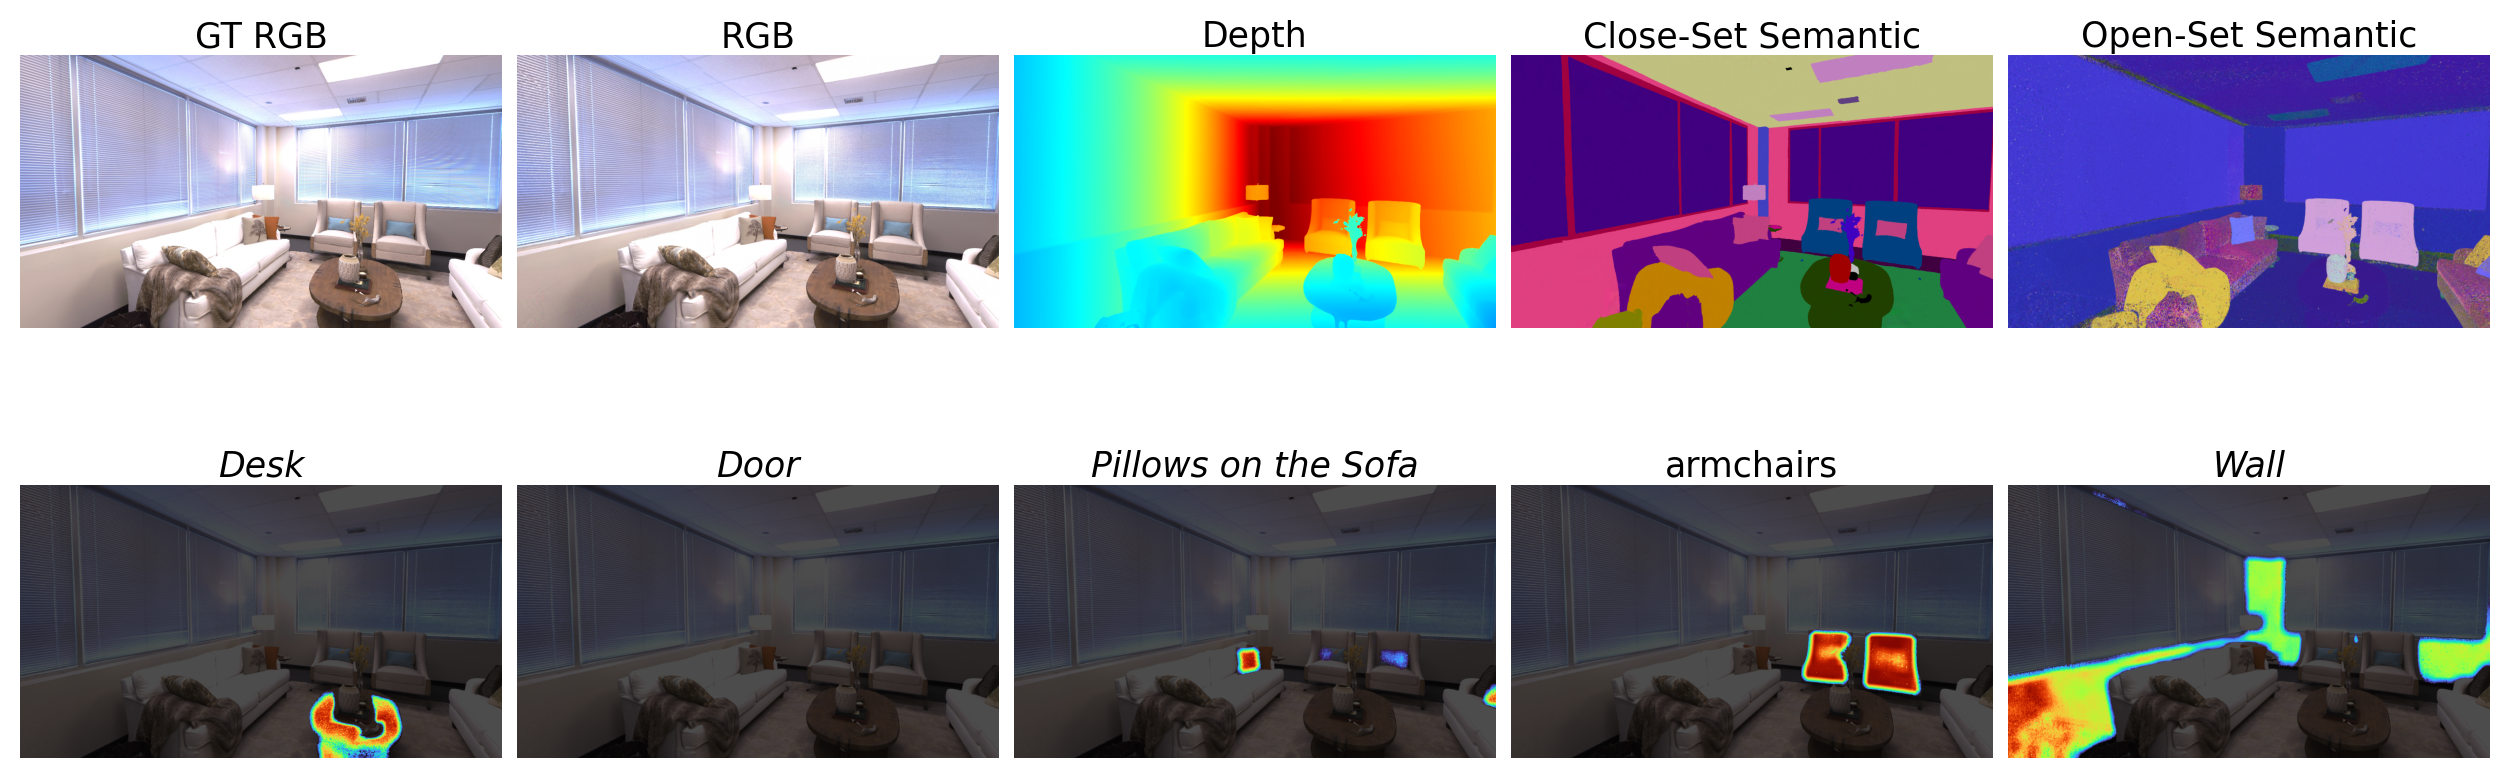 GT RGB
RGB
Depth
Close-Set Semantic
Open-Set Semantic
Desk
Door
Pillows on the Sofa
armchairs
Wall